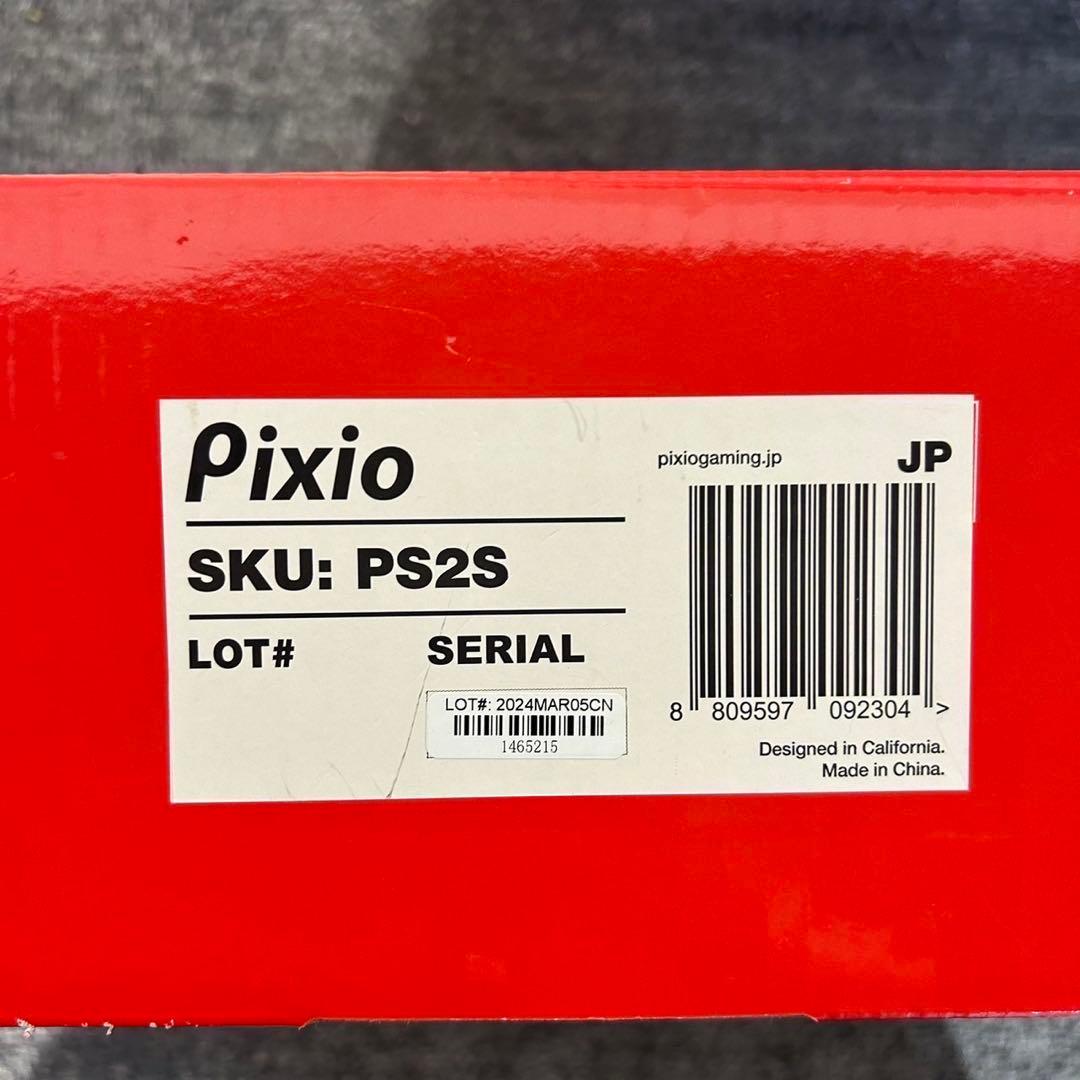 Pixio
SKU: PS2S
LOT# SERIAL
LOT#: 2024MAR05CN
1465215
pixiogaming.jp JP
8 809597 092304 >
Designed in California.
Made in China.